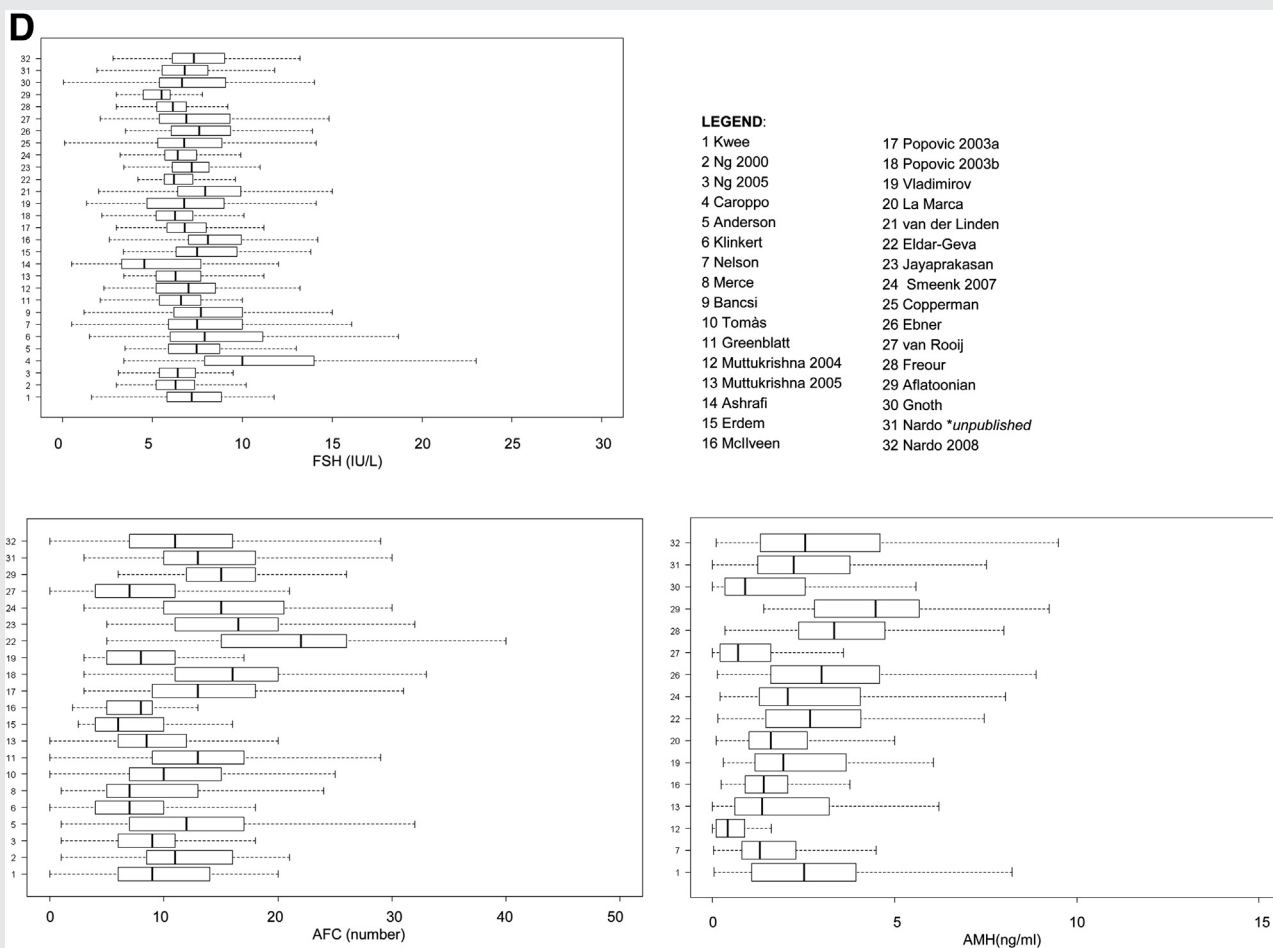 D
32
31
30
29
28
27
26
25
24
23
22
21
19
18
17
16
15
14
13
12
11
9
7
6
5
4
3
2
1
0 5 10 15 20 25 30
FSH (IU/L)
LEGEND:
1 Kwee
2 Ng 2000
3 Ng 2005
4 Caroppo
5 Anderson
6 Klinkert
7 Nelson
8 Merce
9 Bancsi
10 Tomàs
11 Greenblatt
12 Muttukrishna 2004
13 Muttukrishna 2005
14 Ashrafi
15 Erdem
16 McIlveen
17 Popovic 2003a
18 Popovic 2003b
19 Vladimirov
20 La Marca
21 van der Linden
22 Eldar-Geva
23 Jayaprakasan
24 Smeenk 2007
25 Copperman
26 Ebner
27 van Rooij
28 Freour
29 Aflatoonian
30 Gnoth
31 Nardo *unpublished
32 Nardo 2008
32
31
29
27
24
23
22
19
18
17
16
15
13
11
10
8
6
5
3
2
1
0 10 20 30 40 50
AFC (number)
32
31
30
29
28
27
26
24
22
20
19
16
13
12
7
1
0 5 10 15
AMH(ng/ml)